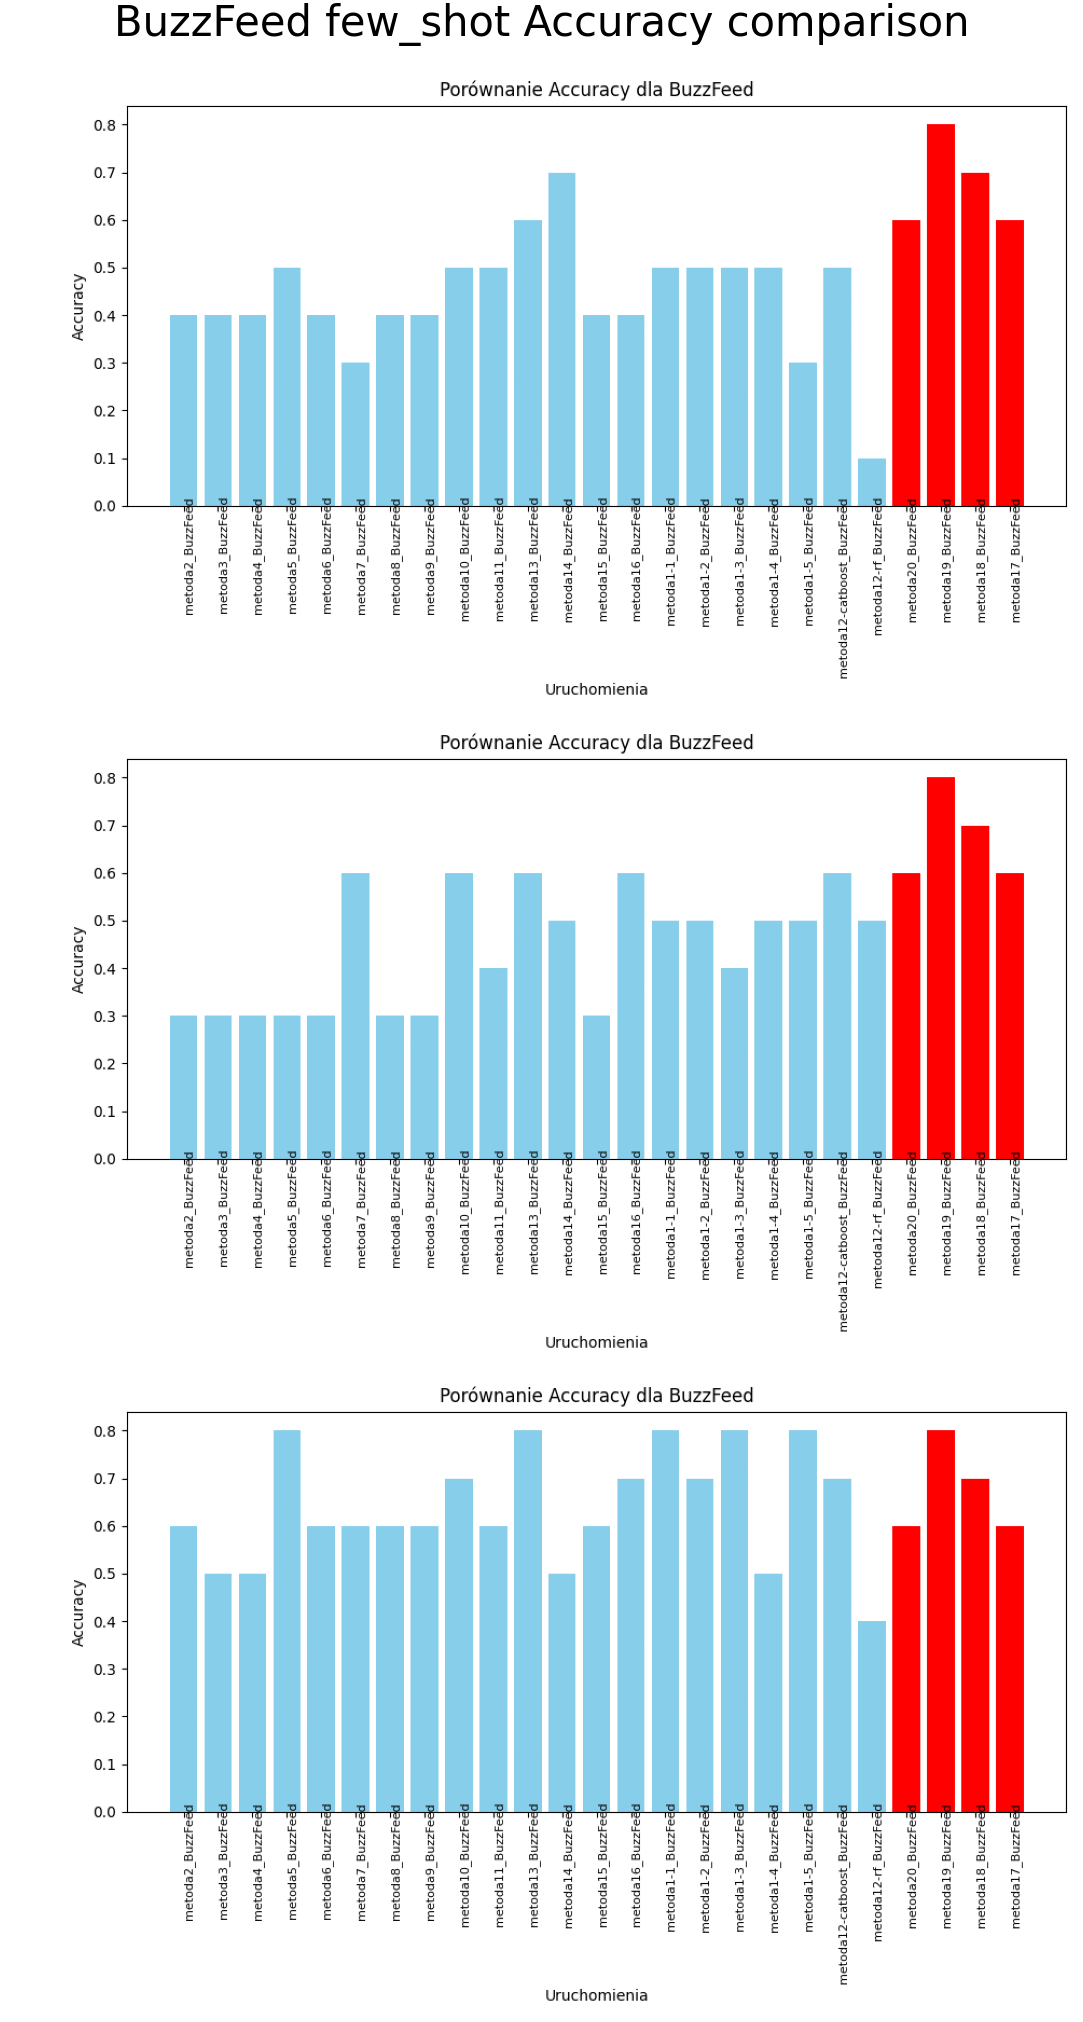 BuzzFeed few_shot Accuracy comparison
Porównanie Accuracy dla BuzzFeed
Accuracy
0.8
0.7
0.6
0.5
0.4
0.3
0.2
0.1
0.0
metoda2_BuzzFeed
metoda3_BuzzFeed
metoda4_BuzzFeed
metoda5_BuzzFeed
metoda6_BuzzFeed
metoda7_BuzzFeed
metoda8_BuzzFeed
metoda9_BuzzFeed
metoda10_BuzzFeed
metoda11_BuzzFeed
metoda13_BuzzFeed
metoda14_BuzzFeed
metoda15_BuzzFeed
metoda16_BuzzFeed
metoda1-1_BuzzFeed
metoda1-2_BuzzFeed
metoda1-3_BuzzFeed
metoda1-4_BuzzFeed
metoda1-5_BuzzFeed
metoda12-catboost_BuzzFeed
metoda12-rf_BuzzFeed
metoda20_BuzzFeed
metoda19_BuzzFeed
metoda18_BuzzFeed
metoda17_BuzzFeed
Uruchomienia
Porównanie Accuracy dla BuzzFeed
Accuracy
0.8
0.7
0.6
0.5
0.4
0.3
0.2
0.1
0.0
metoda2_BuzzFeed
metoda3_BuzzFeed
metoda4_BuzzFeed
metoda5_BuzzFeed
metoda6_BuzzFeed
metoda7_BuzzFeed
metoda8_BuzzFeed
metoda9_BuzzFeed
metoda10_BuzzFeed
metoda11_BuzzFeed
metoda13_BuzzFeed
metoda14_BuzzFeed
metoda15_BuzzFeed
metoda16_BuzzFeed
metoda1-1_BuzzFeed
metoda1-2_BuzzFeed
metoda1-3_BuzzFeed
metoda1-4_BuzzFeed
metoda1-5_BuzzFeed
metoda12-catboost_BuzzFeed
metoda12-rf_BuzzFeed
metoda20_BuzzFeed
metoda19_BuzzFeed
metoda18_BuzzFeed
metoda17_BuzzFeed
Uruchomienia
Porównanie Accuracy dla BuzzFeed
Accuracy
0.8
0.7
0.6
0.5
0.4
0.3
0.2
0.1
0.0
metoda2_BuzzFeed
metoda3_BuzzFeed
metoda4_BuzzFeed
metoda5_BuzzFeed
metoda6_BuzzFeed
metoda7_BuzzFeed
metoda8_BuzzFeed
metoda9_BuzzFeed
metoda10_BuzzFeed
metoda11_BuzzFeed
metoda13_BuzzFeed
metoda14_BuzzFeed
metoda15_BuzzFeed
metoda16_BuzzFeed
metoda1-1_BuzzFeed
metoda1-2_BuzzFeed
metoda1-3_BuzzFeed
metoda1-4_BuzzFeed
metoda1-5_BuzzFeed
metoda12-catboost_BuzzFeed
metoda12-rf_BuzzFeed
metoda20_BuzzFeed
metoda19_BuzzFeed
metoda18_BuzzFeed
metoda17_BuzzFeed
Uruchomienia